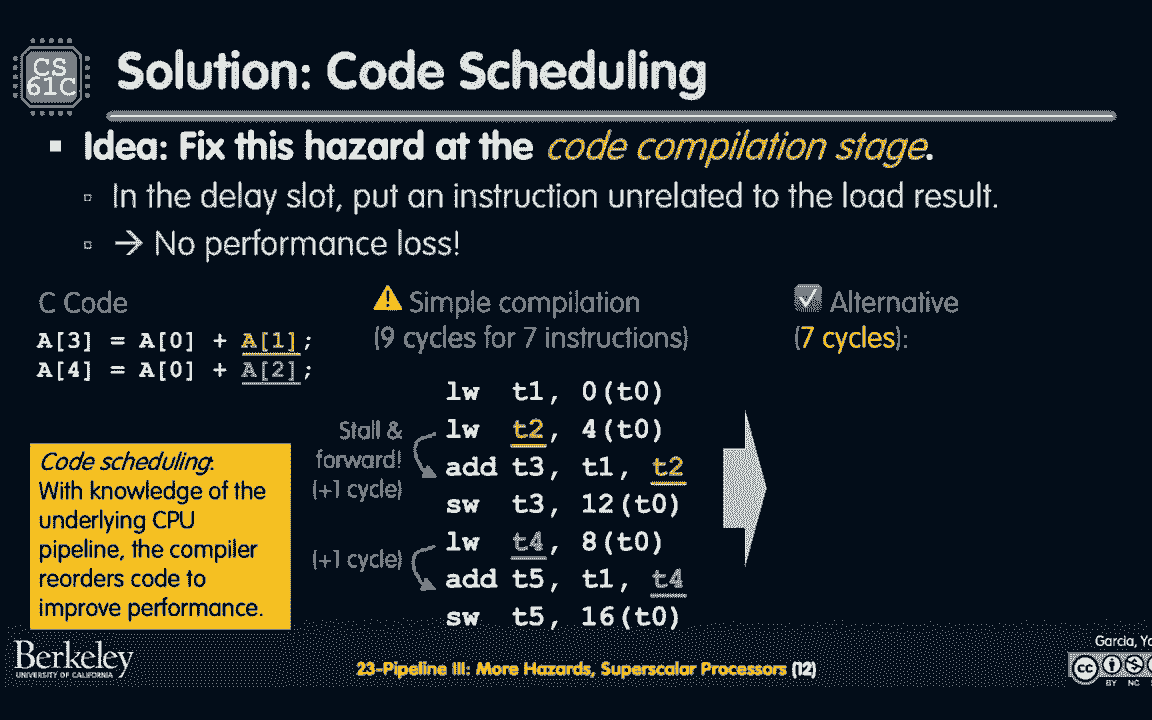 CS
61C
Solution: Code Scheduling
▪ Idea: Fix this hazard at the code compilation stage.
▫ In the delay slot, put an instruction unrelated to the load result.
▫ → No performance loss!
C Code
A[3] = A[0] + A[1];
A[4] = A[0] + A[2];
Code scheduling:
With knowledge of the
underlying CPU
pipeline, the compiler
reorders code to
improve performance.
Simple compilation
(9 cycles for 7 instructions)
Stall &
forward!
(+1 cycle)
(+1 cycle)
lw t1, 0(t0)
lw t2, 4(t0)
add t3, t1, t2
sw t3, 12(t0)
lw t4, 8(t0)
add t5, t1, t4
sw t5, 16(t0)
Alternative
(7 cycles):
Berkeley
UNIVERSITY OF CALIFORNIA
23-Pipeline III: More Hazards, Superscalar Processors (12)
Garcia,
cc
BY NC